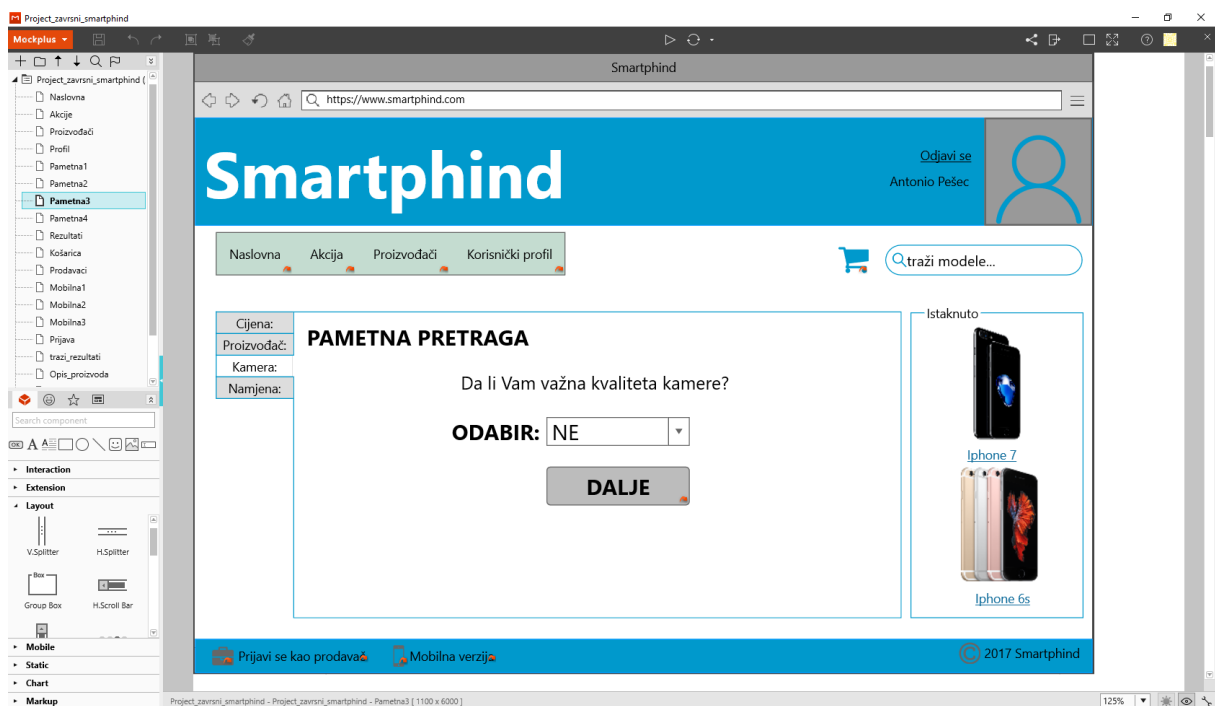 Project_zavrsni_smartphind
Mockplus
Project_zavrsni_smartphind (
Naslovna
Akcije
Proizvođači
Profil
Pametna1
Pametna2
Pametna3
Pametna4
Rezultati
Košarica
Prodavaci
Mobilna1
Mobilna2
Mobilna3
Prijava
trazi_rezultati
Opis_proizvoda
Search component
OK
Interaction
Extension
Layout
V.Splitter H.Splitter
Box
Group Box H.Scroll Bar
Mobile
Static
Chart
Markup
Smartphind
https://www.smartphind.com
Smartphind
Odjavi se
Antonio Pešec
Naslovna Akcija Proizvođači Korisnički profil
traži modele...
Cijena:
Proizvođač:
Kamera:
Namjena:
PAMETNA PRETRAGA
Da li Vam važna kvaliteta kamere?
ODABIR: NE
DALJE
Istaknuto
Iphone 7
Iphone 6s
Prijavi se kao prodavač Mobilna verzija
© 2017 Smartphind
Project_zavrsni_smartphind - Project_zavrsni_smartphind - Pametna3 [ 1100 x 6000 ]
125%